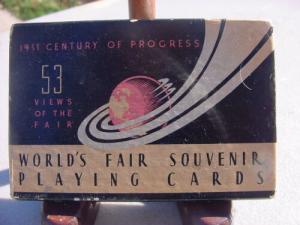 1933 CENTURY OF PROGRESS
53
VIEWS
OF THE
FAIR
WORLD'S FAIR SOUVENIR
PLAYING CARDS